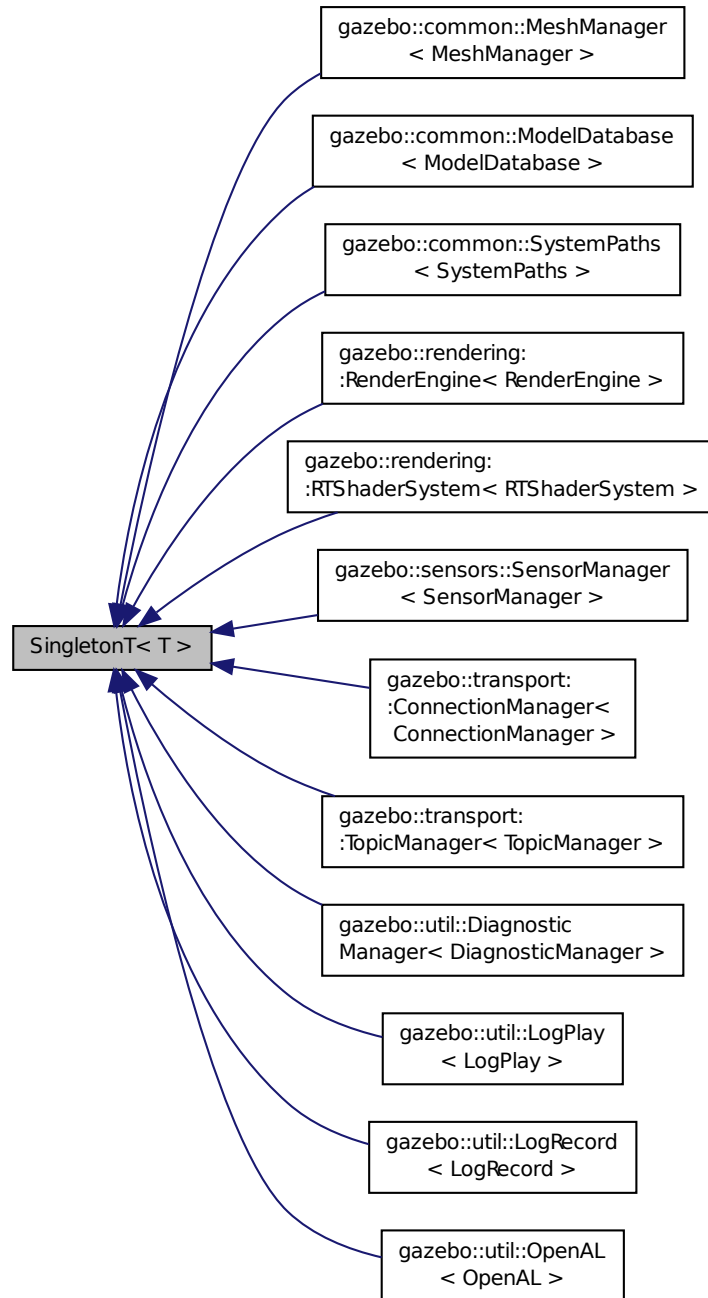 gazebo::common::MeshManager
< MeshManager >
gazebo::common::ModelDatabase
< ModelDatabase >
gazebo::common::SystemPaths
< SystemPaths >
gazebo::rendering:
:RenderEngine< RenderEngine >
gazebo::rendering:
:RTShaderSystem< RTShaderSystem >
gazebo::sensors::SensorManager
< SensorManager >
SingletonT< T >
gazebo::transport:
:ConnectionManager<
ConnectionManager >
gazebo::transport:
:TopicManager< TopicManager >
gazebo::util::Diagnostic
Manager< DiagnosticManager >
gazebo::util::LogPlay
< LogPlay >
gazebo::util::LogRecord
< LogRecord >
gazebo::util::OpenAL
< OpenAL >